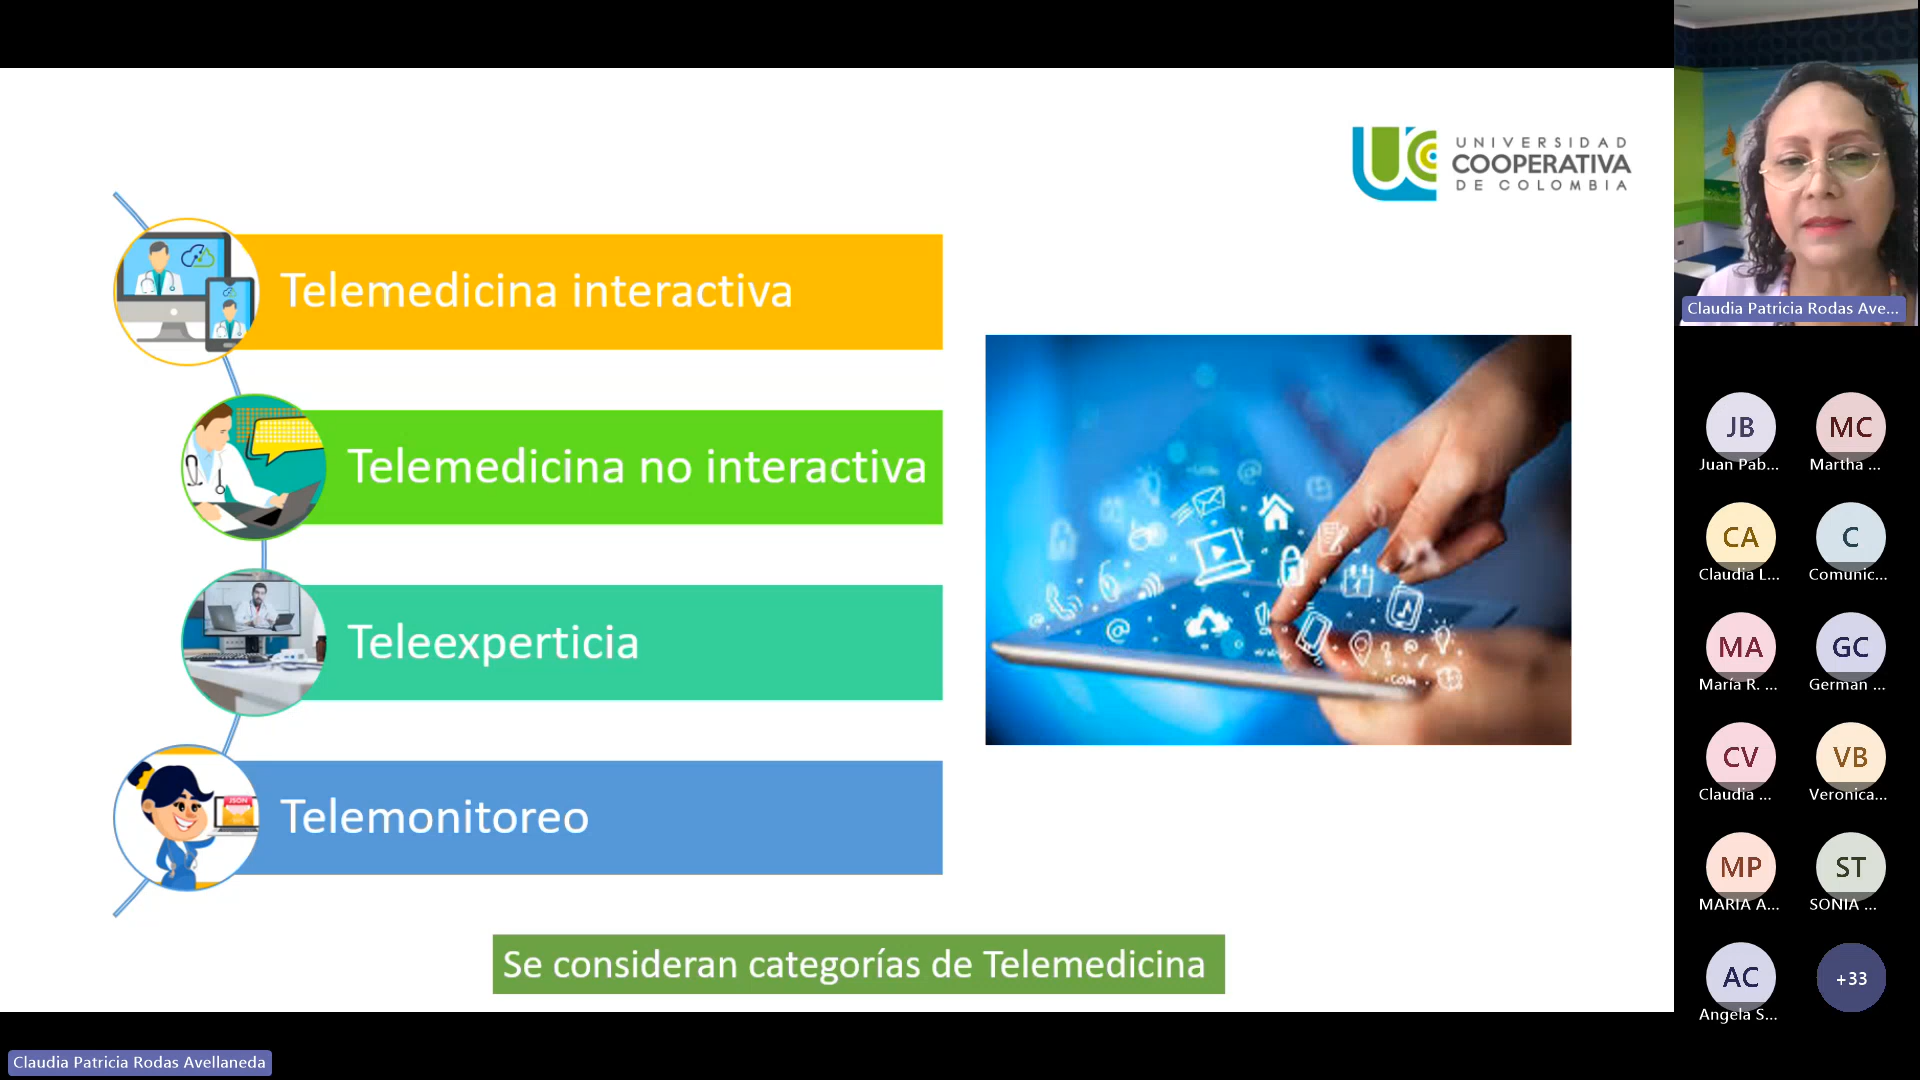 UNIVERSIDAD
COOPERATIVA
DE COLOMBIA
Telemedicina interactiva
Telemedicina no interactiva
Teleexperticia
JSON
Telemonitoreo
Se consideran categorías de Telemedicina
Claudia Patricia Rodas Avellaneda
Claudia Patricia Rodas Ave...
JB
Juan Pab...
MC
Martha ...
CA
Claudia L...
C
Comunic...
MA
María R. ...
GC
German ...
CV
Claudia ...
VB
Veronica...
MP
MARIA A...
ST
SONIA ...
AC
Angela S...
+33